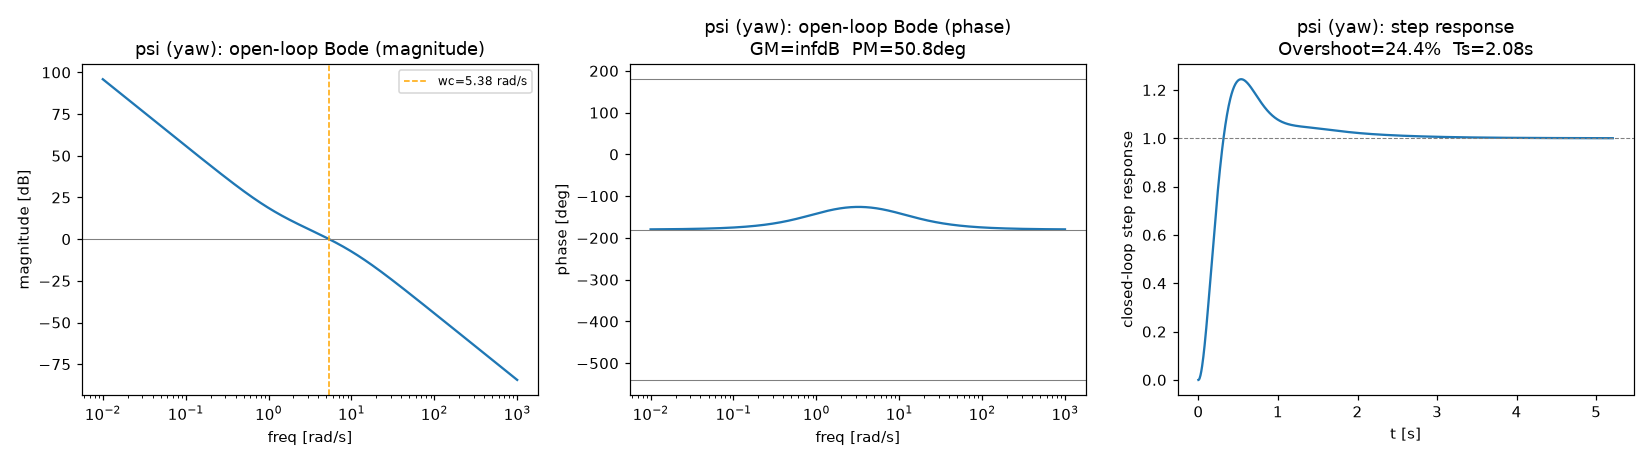 psi (yaw): open-loop Bode (magnitude)
100
75
50
25
0
−25
−50
−75
magnitude [dB]
wc=5.38 rad/s
10⁻² 10⁻¹ 10⁰ 10¹ 10² 10³
freq [rad/s]
psi (yaw): open-loop Bode (phase)
GM=infdB PM=50.8deg
200
100
0
−100
−200
−300
−400
−500
phase [deg]
10⁻² 10⁻¹ 10⁰ 10¹ 10² 10³
freq [rad/s]
psi (yaw): step response
Overshoot=24.4% Ts=2.08s
1.2
1.0
0.8
0.6
0.4
0.2
0.0
closed-loop step response
0 1 2 3 4 5
t [s]